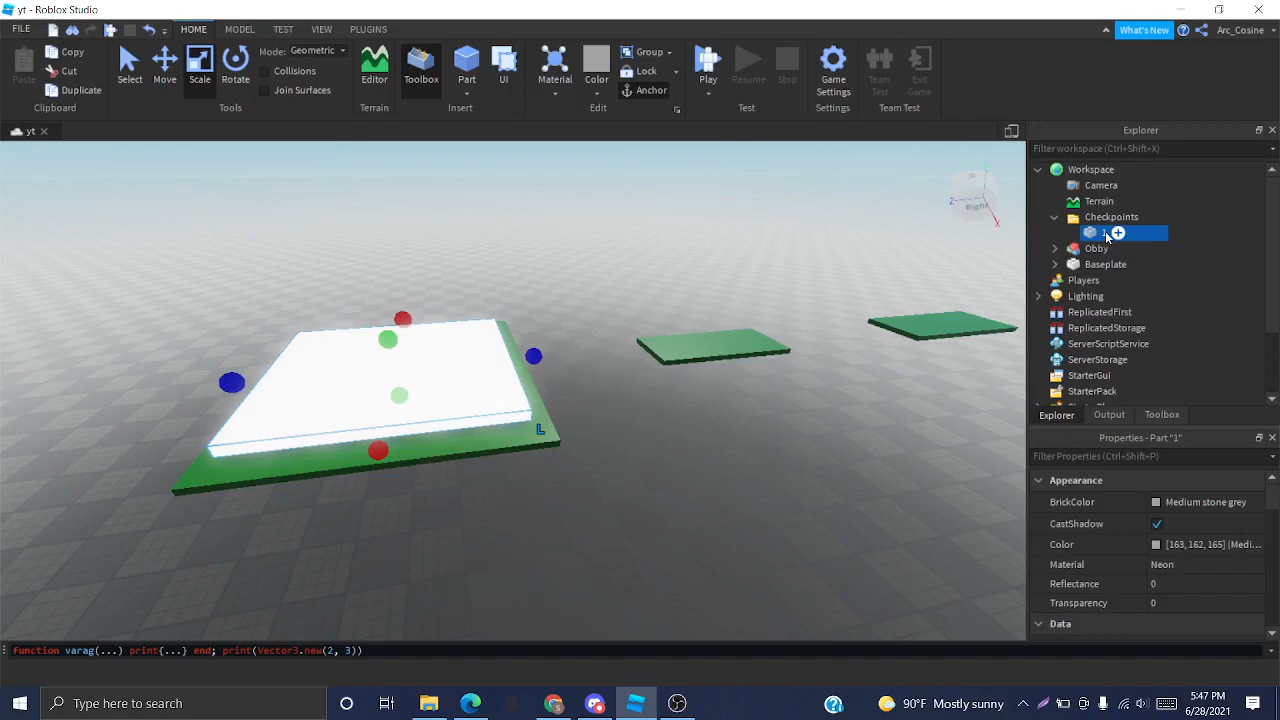 yt - Roblox Studio
FILE HOME MODEL TEST VIEW PLUGINS What's New Arc_Cosine
Paste Copy Cut Duplicate Clipboard
Select Move Scale Rotate Mode: Geometric Collisions Join Surfaces Tools
Editor Terrain
Toolbox Part UI Insert
Material Color Group Lock Anchor Edit
Play Resume Stop Test
Game Settings Settings
Team Test Exit Game Team Test
yt
Explorer
Filter workspace (Ctrl+Shift+X)
Workspace
Camera
Terrain
Checkpoints
1
Obby
Baseplate
Players
Lighting
ReplicatedFirst
ReplicatedStorage
ServerScriptService
ServerStorage
StarterGui
StarterPack
Explorer Output Toolbox
Properties - Part "1"
Filter Properties (Ctrl+Shift+P)
Appearance
BrickColor Medium stone grey
CastShadow
Color [163, 162, 165] (Medi...
Material Neon
Reflectance 0
Transparency 0
Data
Right
Z
X
L
function varag(...) print{...} end; print(Vector3.new(2, 3))
Type here to search
90°F Mostly sunny
5:47 PM
6/28/2021